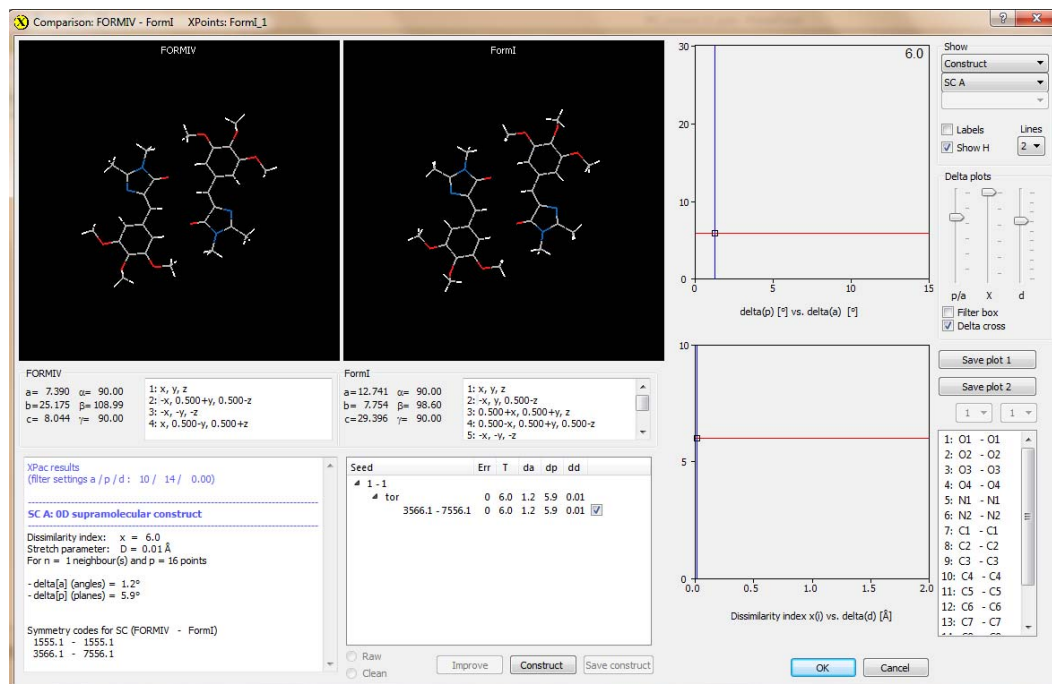 Comparison: FORMIV - FormI XPoints: FormI_1
FORMIV
FormI
30
20
10
0
0
5
10
15
6.0
delta(p) [°] vs. delta(a) [°]
Show
Construct
SC A
Labels
Lines
Show H
2
Delta plots
p/a X d
Filter box
Delta cross
FORMIV
a= 7.390 α= 90.00
b=25.175 β=108.99
c= 8.044 γ= 90.00
1: x, y, z
2: -x, 0.500+y, 0.500-z
3: -x, -y, -z
4: x, 0.500-y, 0.500+z
FormI
a=12.741 α= 90.00
b= 7.754 β= 98.60
c=29.396 γ= 90.00
1: x, y, z
2: -x, y, 0.500-z
3: 0.500+x, 0.500+y, z
4: 0.500-x, 0.500+y, 0.500-z
5: -x, -y, -z
10
5
0
0.0
0.5
1.0
1.5
2.0
Dissimilarity index x(i) vs. delta(d) [Å]
Save plot 1
Save plot 2
1 1
1: O1 - O1
2: O2 - O2
3: O3 - O3
4: O4 - O4
5: N1 - N1
6: N2 - N2
7: C1 - C1
8: C2 - C2
9: C3 - C3
10: C4 - C4
11: C5 - C5
12: C6 - C6
13: C7 - C7
XPac results
(filter settings a / p / d : 10 / 14 / 0.00)
SC A: 0D supramolecular construct
Dissimilarity index: x = 6.0
Stretch parameter: D = 0.01 Å
For n = 1 neighbour(s) and p = 16 points
- delta[a] (angles) = 1.2°
- delta[p] (planes) = 5.9°
Symmetry codes for SC (FORMIV - FormI)
1555.1 - 1555.1
3566.1 - 7556.1
Seed Err T da dp dd
1 - 1
tor 0 6.0 1.2 5.9 0.01
3566.1 - 7556.1 0 6.0 1.2 5.9 0.01
Raw
Clean
Improve
Construct
Save construct
OK
Cancel